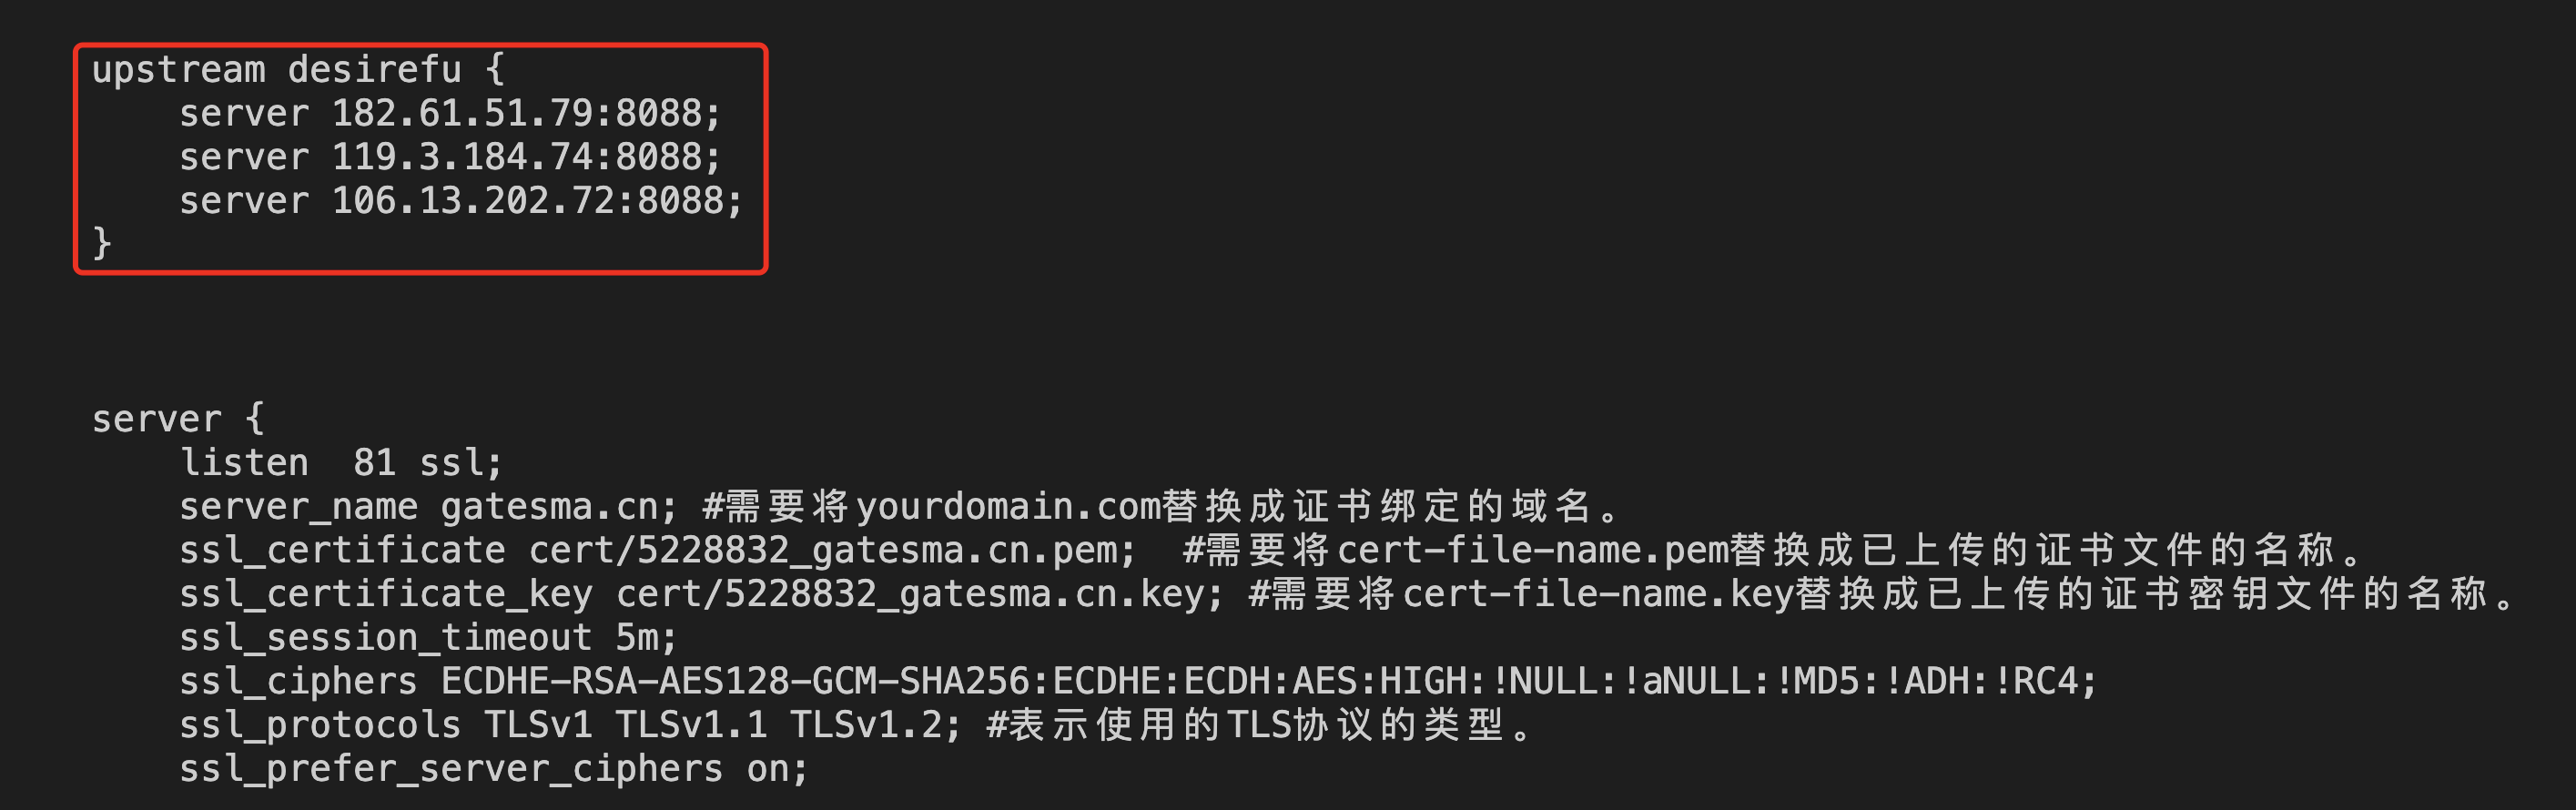 upstream desirefu {
    server 182.61.51.79:8088;
    server 119.3.184.74:8088;
    server 106.13.202.72:8088;
}
server {
    listen  81 ssl;
    server_name gatesma.cn; #需要将yourdomain.com替换成证书绑定的域名。
    ssl_certificate cert/5228832_gatesma.cn.pem;  #需要将cert-file-name.pem替换成已上传的证书文件的名称。
    ssl_certificate_key cert/5228832_gatesma.cn.key; #需要将cert-file-name.key替换成已上传的证书密钥文件的名称。
    ssl_session_timeout 5m;
    ssl_ciphers ECDHE-RSA-AES128-GCM-SHA256:ECDHE:ECDH:AES:HIGH:!NULL:!aNULL:!MD5:!ADH:!RC4;
    ssl_protocols TLSv1 TLSv1.1 TLSv1.2; #表示使用的TLS协议的类型。
    ssl_prefer_server_ciphers on;